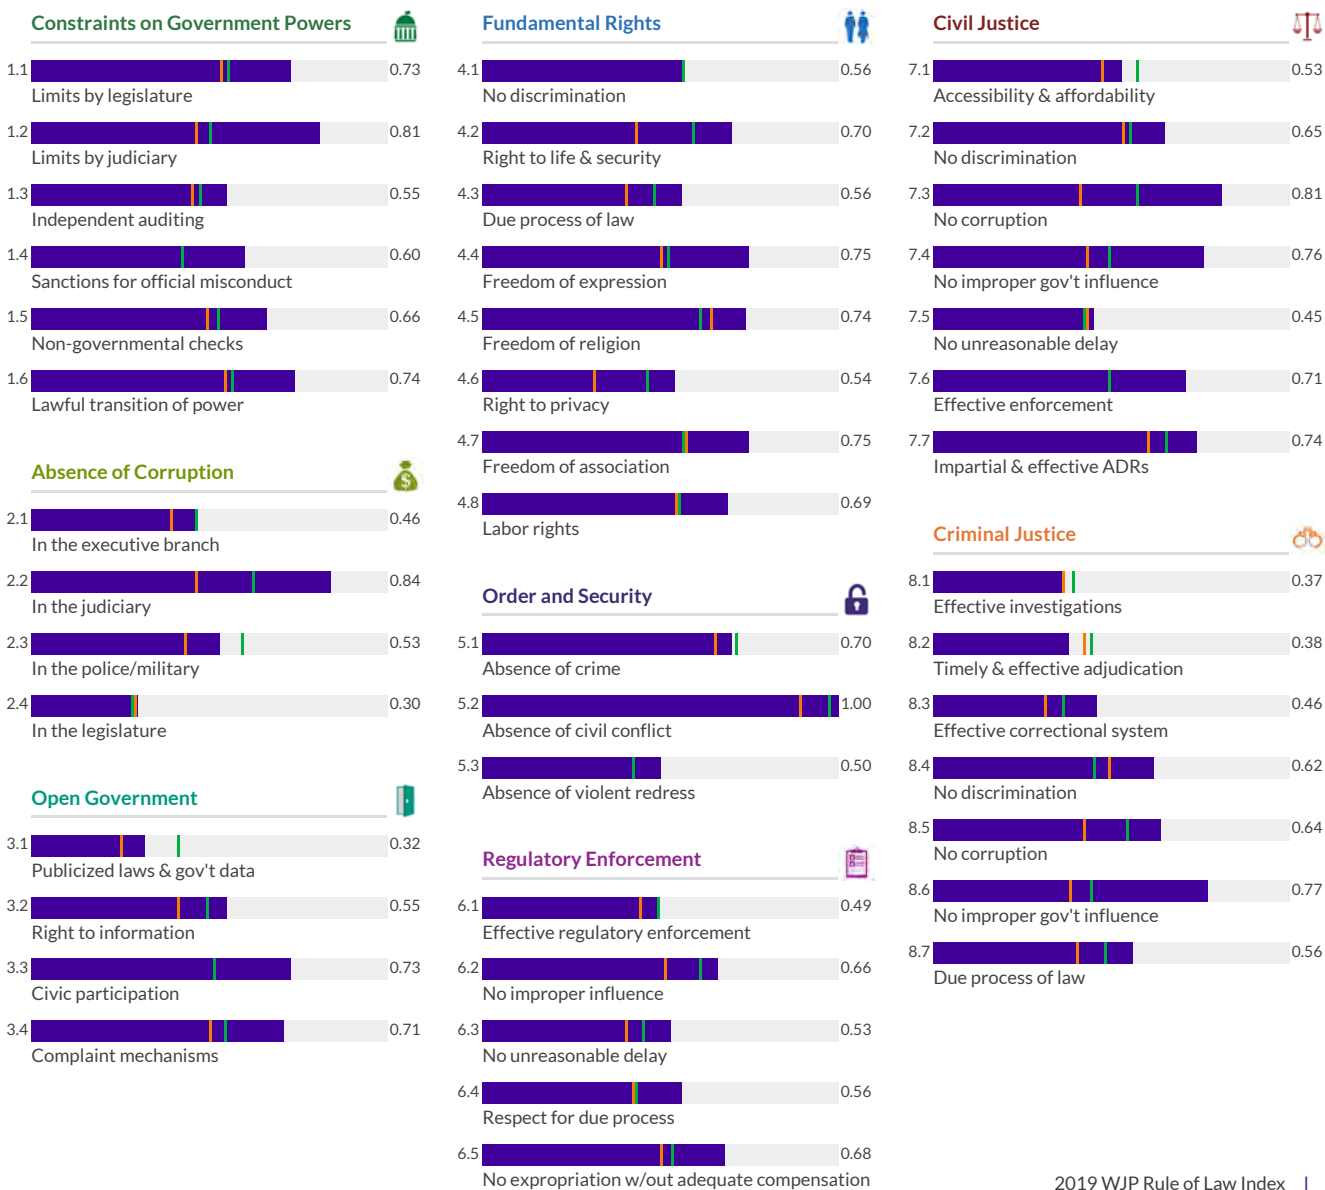 Constraints on Government Powers
1.1 0.73
Limits by legislature
1.2 0.81
Limits by judiciary
1.3 0.55
Independent auditing
1.4 0.60
Sanctions for official misconduct
1.5 0.66
Non-governmental checks
1.6 0.74
Lawful transition of power
Absence of Corruption
2.1 0.46
In the executive branch
2.2 0.84
In the judiciary
2.3 0.53
In the police/military
2.4 0.30
In the legislature
Open Government
3.1 0.32
Publicized laws & gov't data
3.2 0.55
Right to information
3.3 0.73
Civic participation
3.4 0.71
Complaint mechanisms
Fundamental Rights
4.1 0.56
No discrimination
4.2 0.70
Right to life & security
4.3 0.56
Due process of law
4.4 0.75
Freedom of expression
4.5 0.74
Freedom of religion
4.6 0.54
Right to privacy
4.7 0.75
Freedom of association
4.8 0.69
Labor rights
Order and Security
5.1 0.70
Absence of crime
5.2 1.00
Absence of civil conflict
5.3 0.50
Absence of violent redress
Regulatory Enforcement
6.1 0.49
Effective regulatory enforcement
6.2 0.66
No improper influence
6.3 0.53
No unreasonable delay
6.4 0.56
Respect for due process
6.5 0.68
No expropriation w/out adequate compensation
Civil Justice
7.1 0.53
Accessibility & affordability
7.2 0.65
No discrimination
7.3 0.81
No corruption
7.4 0.76
No improper gov't influence
7.5 0.45
No unreasonable delay
7.6 0.71
Effective enforcement
7.7 0.74
Impartial & effective ADRs
Criminal Justice
8.1 0.37
Effective investigations
8.2 0.38
Timely & effective adjudication
8.3 0.46
Effective correctional system
8.4 0.62
No discrimination
8.5 0.64
No corruption
8.6 0.77
No improper gov't influence
8.7 0.56
Due process of law
2019 WJP Rule of Law Index |